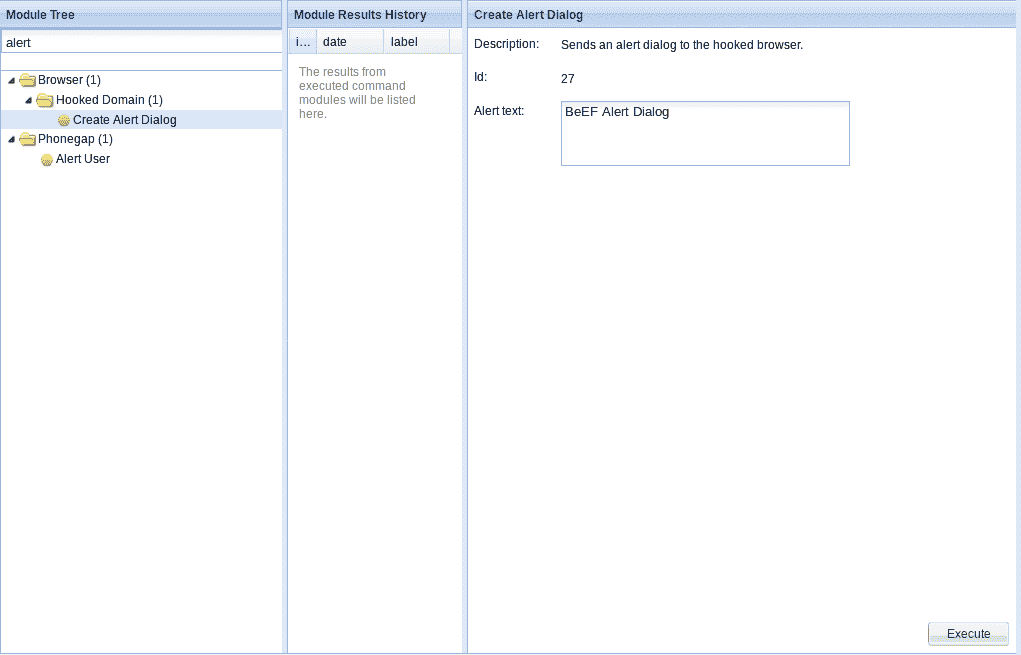 Module Tree
alert
Browser (1)
Hooked Domain (1)
Create Alert Dialog
Phonegap (1)
Alert User
Module Results History
i... date label
The results from
executed command
modules will be listed
here.
Create Alert Dialog
Description: Sends an alert dialog to the hooked browser.
Id: 27
Alert text: BeEF Alert Dialog
Execute